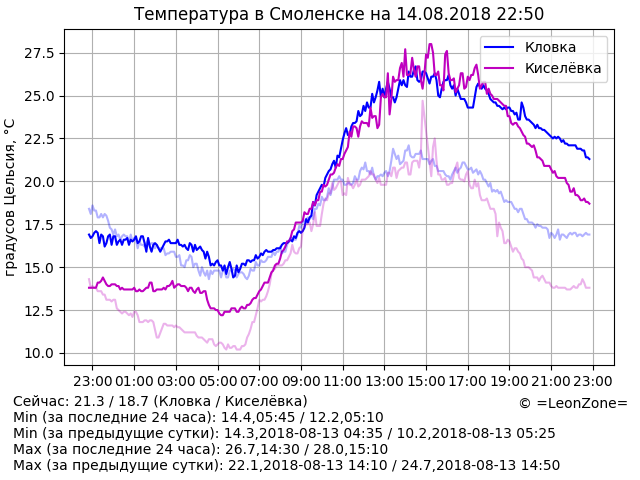 Температура в Смоленске на 14.08.2018 22:50
Кловка
Киселёвка
градусов Цельсия, °C
27.5
25.0
22.5
20.0
17.5
15.0
12.5
10.0
23:00 01:00 03:00 05:00 07:00 09:00 11:00 13:00 15:00 17:00 19:00 21:00 23:00
Сейчас: 21.3 / 18.7 (Кловка / Киселёвка)
© =LeonZone=
Min (за последние 24 часа): 14.4,05:45 / 12.2,05:10
Min (за предыдущие сутки): 14.3,2018-08-13 04:35 / 10.2,2018-08-13 05:25
Max (за последние 24 часа): 26.7,14:30 / 28.0,15:10
Max (за предыдущие сутки): 22.1,2018-08-13 14:10 / 24.7,2018-08-13 14:50